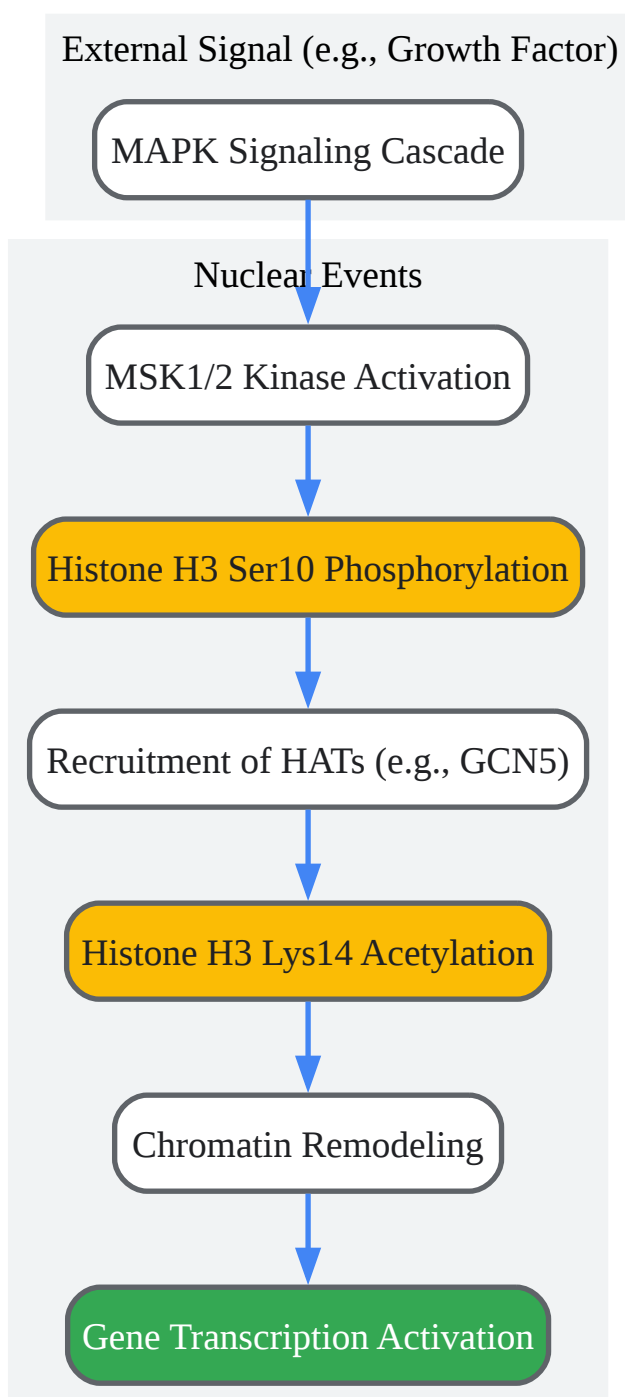 External Signal (e.g., Growth Factor)
MAPK Signaling Cascade
Nuclear Events
MSK1/2 Kinase Activation
Histone H3 Ser10 Phosphorylation
Recruitment of HATs (e.g., GCN5)
Histone H3 Lys14 Acetylation
Chromatin Remodeling
Gene Transcription Activation